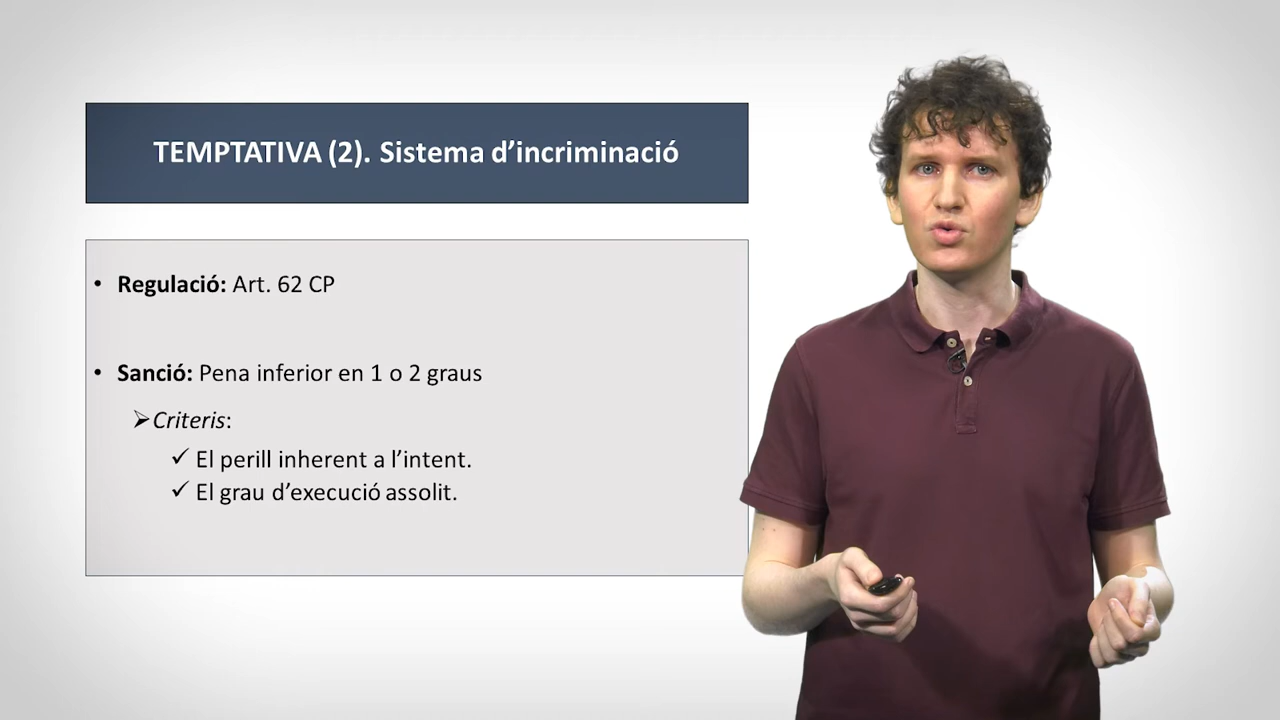 TEMPTATIVA (2). Sistema d’incriminació
• Regulació: Art. 62 CP
• Sanció: Pena inferior en 1 o 2 graus
➢ Criteris:
✓ El perill inherent a l’intent.
✓ El grau d’execució assolit.